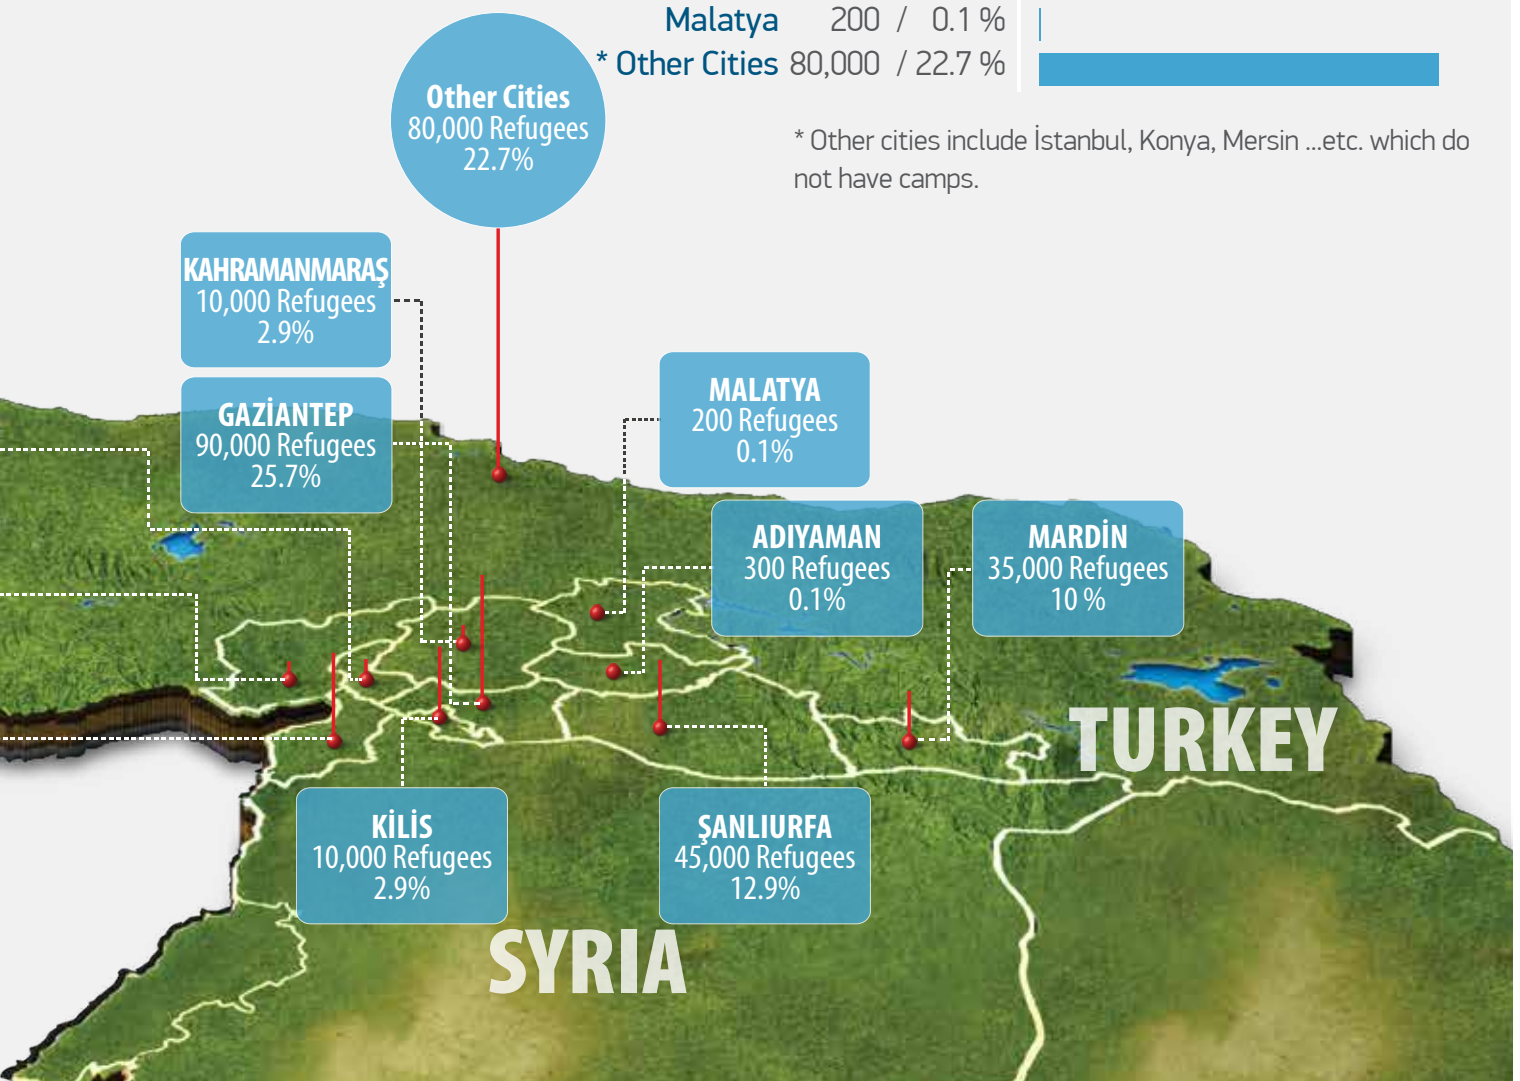 Malatya 200 / 0.1 %
* Other Cities 80,000 / 22.7 %
* Other cities include İstanbul, Konya, Mersin ...etc. which do
not have camps.
Other Cities
80,000 Refugees
22.7%
KAHRAMANMARAŞ
10,000 Refugees
2.9%
GAZİANTEP
90,000 Refugees
25.7%
MALATYA
200 Refugees
0.1%
ADIYAMAN
300 Refugees
0.1%
MARDİN
35,000 Refugees
10 %
TURKEY
KİLİS
10,000 Refugees
2.9%
ŞANLIURFA
45,000 Refugees
12.9%
SYRIA